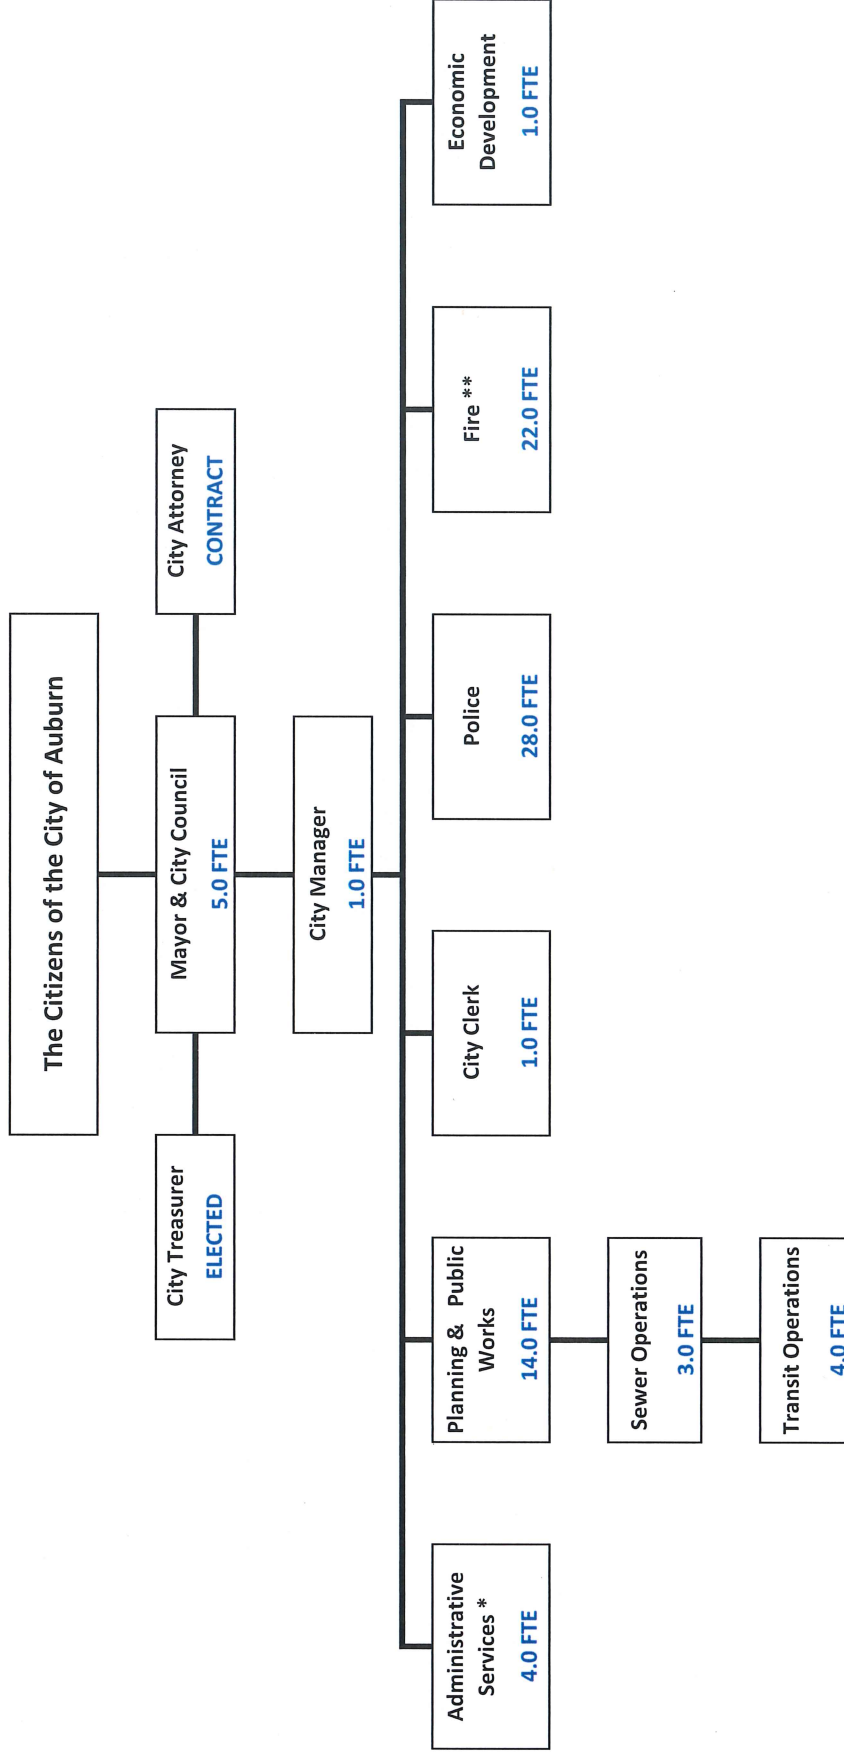 The Citizens of the City of Auburn
City Treasurer
ELECTED
Mayor & City Council
5.0 FTE
City Attorney
CONTRACT
City Manager
1.0 FTE
Administrative
Services *
4.0 FTE
Planning & Public
Works
14.0 FTE
City Clerk
1.0 FTE
Police
28.0 FTE
Fire **
22.0 FTE
Economic
Development
1.0 FTE
Sewer Operations
3.0 FTE
Transit Operations
4.0 FTE